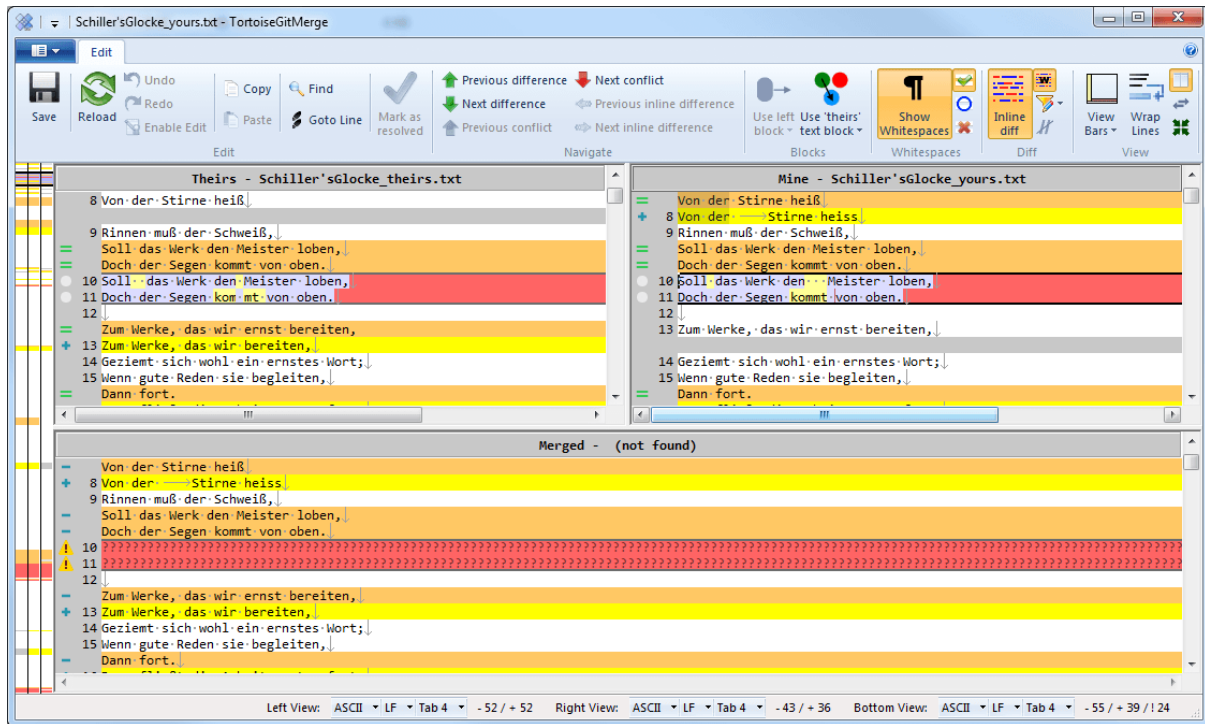 Schiller'sGlocke_yours.txt - TortoiseGitMerge
Edit
Save
Reload
Undo
Redo
Enable Edit
Copy
Paste
Find
Goto Line
Mark as resolved
Edit
Previous difference
Next difference
Previous conflict
Next conflict
Previous inline difference
Next inline difference
Navigate
Use left block
Use 'theirs' text block
Blocks
Show Whitespaces
Whitespaces
Inline diff
Diff
View Bars
Wrap Lines
View
Theirs - Schiller'sGlocke_theirs.txt
8 Von·der·Stirne·heiß↓
9 Rinnen·muß·der·Schweiß,↓
Soll·das·Werk·den·Meister·loben,↓
Doch·der·Segen·kommt·von·oben.↓
10 Soll··das·Werk·den·Meister·loben,↓
11 Doch·der·Segen·kom·mt·von·oben.↓
12 ↓
Zum·Werke,·das·wir·ernst·bereiten,
13 Zum·Werke,·das·wir·bereiten,↓
14 Geziemt·sich·wohl·ein·ernstes·Wort;↓
15 Wenn·gute·Reden·sie·begleiten,↓
Dann·fort.
Mine - Schiller'sGlocke_yours.txt
Von·der·Stirne·heiß↓
8 Von·der·→Stirne·heiss↓
9 Rinnen·muß·der·Schweiß,↓
Soll·das·Werk·den·Meister·loben,↓
Doch·der·Segen·kommt·von·oben.↓
10 Soll·das·Werk·den···Meister·loben,↓
11 Doch·der·Segen·kommt·von·oben.↓
12 ↓
13 Zum·Werke,·das·wir·ernst·bereiten,↓
14 Geziemt·sich·wohl·ein·ernstes·Wort;↓
15 Wenn·gute·Reden·sie·begleiten,↓
Dann·fort.
Merged - (not found)
Von·der·Stirne·heiß↓
8 Von·der·→Stirne·heiss↓
9 Rinnen·muß·der·Schweiß,↓
Soll·das·Werk·den·Meister·loben,↓
Doch·der·Segen·kommt·von·oben.↓
10
11
12 ↓
Zum·Werke,·das·wir·ernst·bereiten,↓
13 Zum·Werke,·das·wir·bereiten,↓
14 Geziemt·sich·wohl·ein·ernstes·Wort;↓
15 Wenn·gute·Reden·sie·begleiten,↓
Dann·fort.↓
Left View: ASCII LF Tab 4 - 52 / + 52 Right View: ASCII LF Tab 4 - 43 / + 36 Bottom View: ASCII LF Tab 4 - 55 / + 39 /! 24